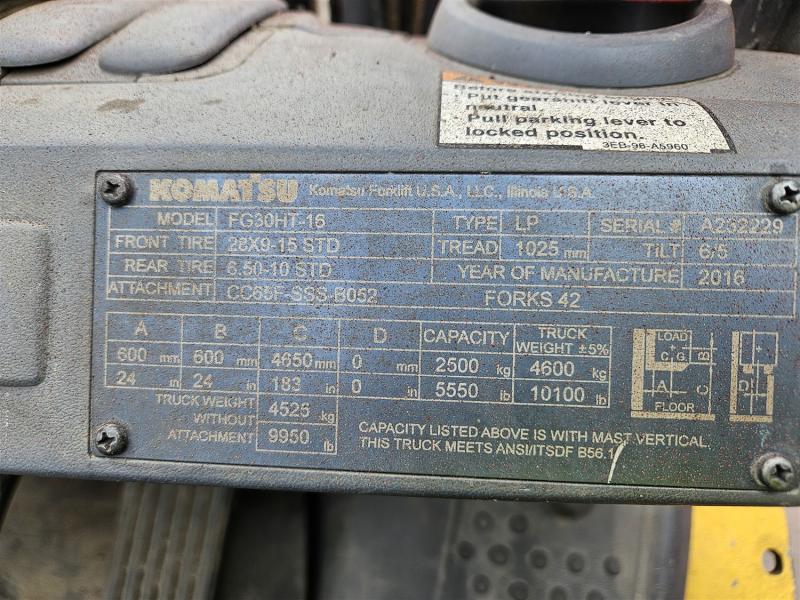 Put gearshift lever in
neutral.
Pull parking lever to
locked position.
3EB-98-A5960
KOMATSU Komatsu Forklift U.S.A., LLC., Illinois U.S.A.
MODEL FG30HT-16 TYPE LP SERIAL # A232229
FRONT TIRE 28X9-15 STD TREAD 1025 mm TILT 6/5
REAR TIRE 6.50-10 STD YEAR OF MANUFACTURE 2016
ATTACHMENT CC65F-SSS-B052 FORKS 42
A B C D CAPACITY TRUCK WEIGHT ±5%
600 mm 600 mm 4650 mm 0 mm 2500 kg 4600 kg
24 in 24 in 183 in 0 in 5550 lb 10100 lb
TRUCK WEIGHT WITHOUT ATTACHMENT 4525 kg
9950 lb
LOAD
C G B
A C D
FLOOR
CAPACITY LISTED ABOVE IS WITH MAST VERTICAL.
THIS TRUCK MEETS ANSI/ITSDF B56.1